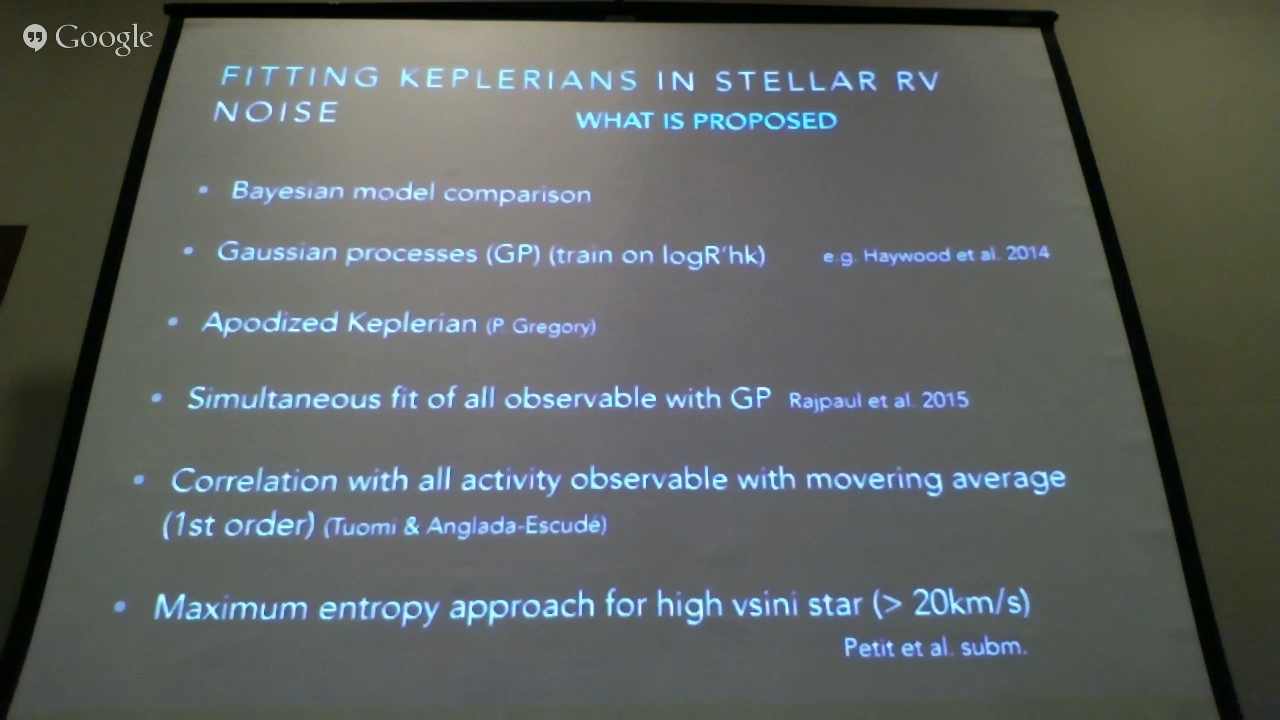 Google
FITTING KEPLERIANS IN STELLAR RV
NOISE WHAT IS PROPOSED
• Bayesian model comparison
• Gaussian processes (GP) (train on logR'hk) e.g. Haywood et al. 2014
• Apodized Keplerian (P Gregory)
• Simultaneous fit of all observable with GP Rajpaul et al. 2015
• Correlation with all activity observable with movering average
(1st order) (Tuomi & Anglada-Escudé)
• Maximum entropy approach for high vsini star (> 20km/s)
Petit et al. subm.